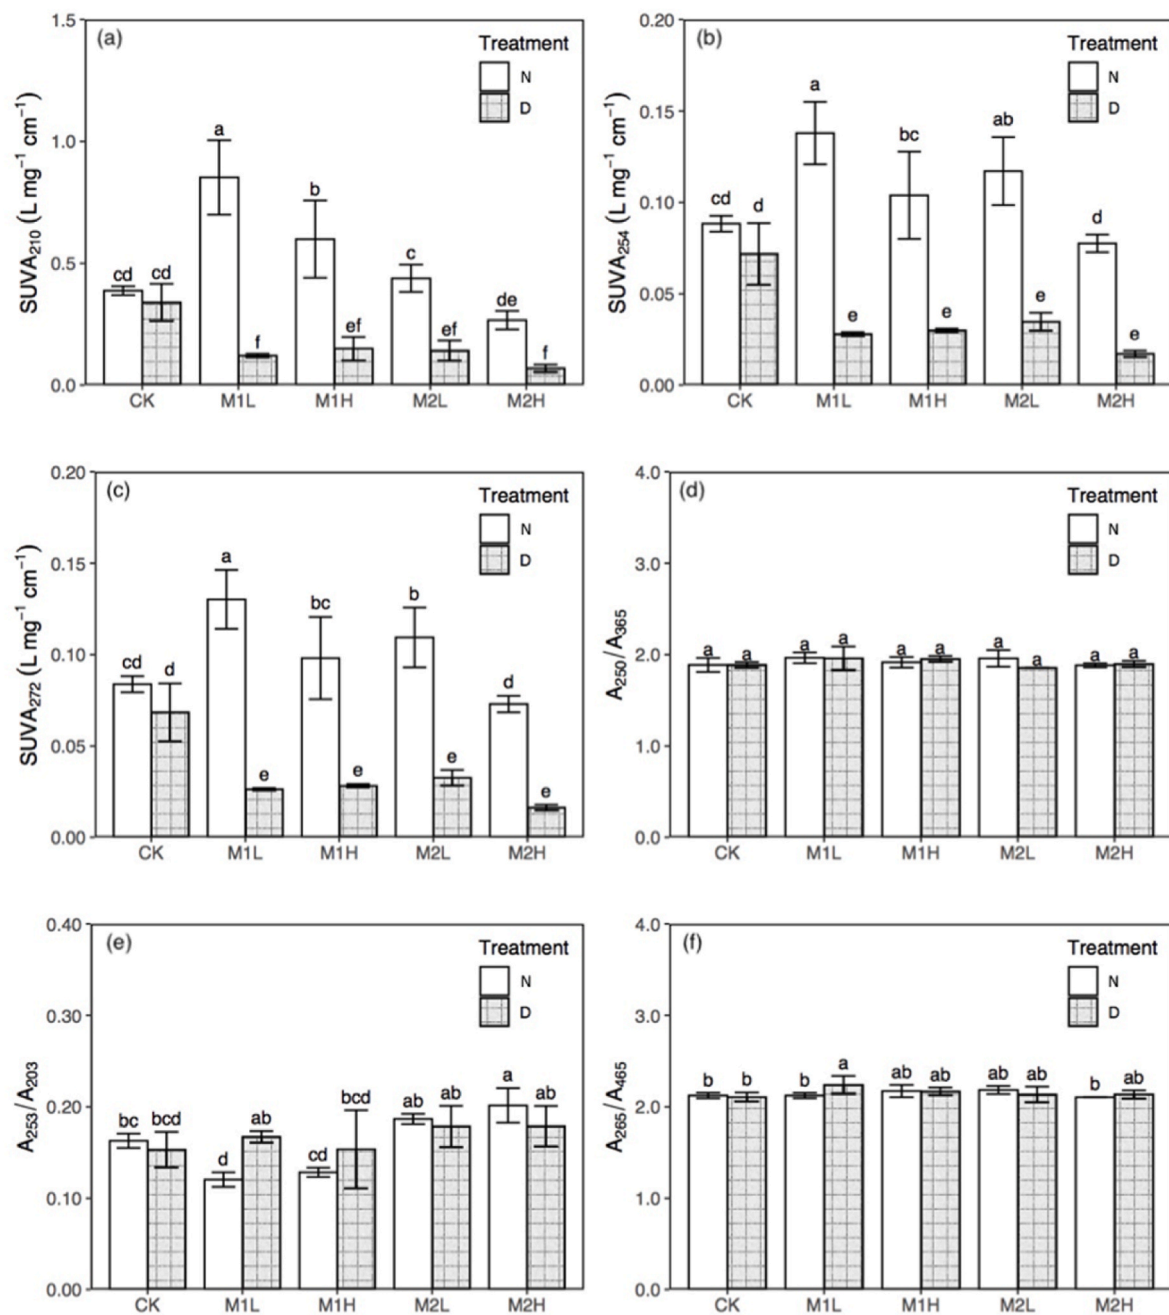 (a)
Treatment
N
D
SUVA₂₁₀ (L mg⁻¹ cm⁻¹)
1.5
1.0
0.5
0.0
cd cd a f b ef c ef de f
CK M1L M1H M2L M2H
(b)
Treatment
N
D
SUVA₂₅₄ (L mg⁻¹ cm⁻¹)
0.20
0.15
0.10
0.05
0.00
cd d a e bc e ab e d e
CK M1L M1H M2L M2H
(c)
Treatment
N
D
SUVA₂₇₂ (L mg⁻¹ cm⁻¹)
0.20
0.15
0.10
0.05
0.00
cd d a e bc e b e d e
CK M1L M1H M2L M2H
(d)
Treatment
N
D
A₂₅₀/A₃₆₅
4.0
3.0
2.0
1.0
0.0
a a a a a a a a a a
CK M1L M1H M2L M2H
(e)
Treatment
N
D
A₂₅₃/A₂₀₃
0.40
0.30
0.20
0.10
0.00
bc bcd d ab cd bcd ab ab a ab
CK M1L M1H M2L M2H
(f)
Treatment
N
D
A₂₆₅/A₄₆₅
4.0
3.0
2.0
1.0
0.0
b b b a ab ab ab ab b ab
CK M1L M1H M2L M2H